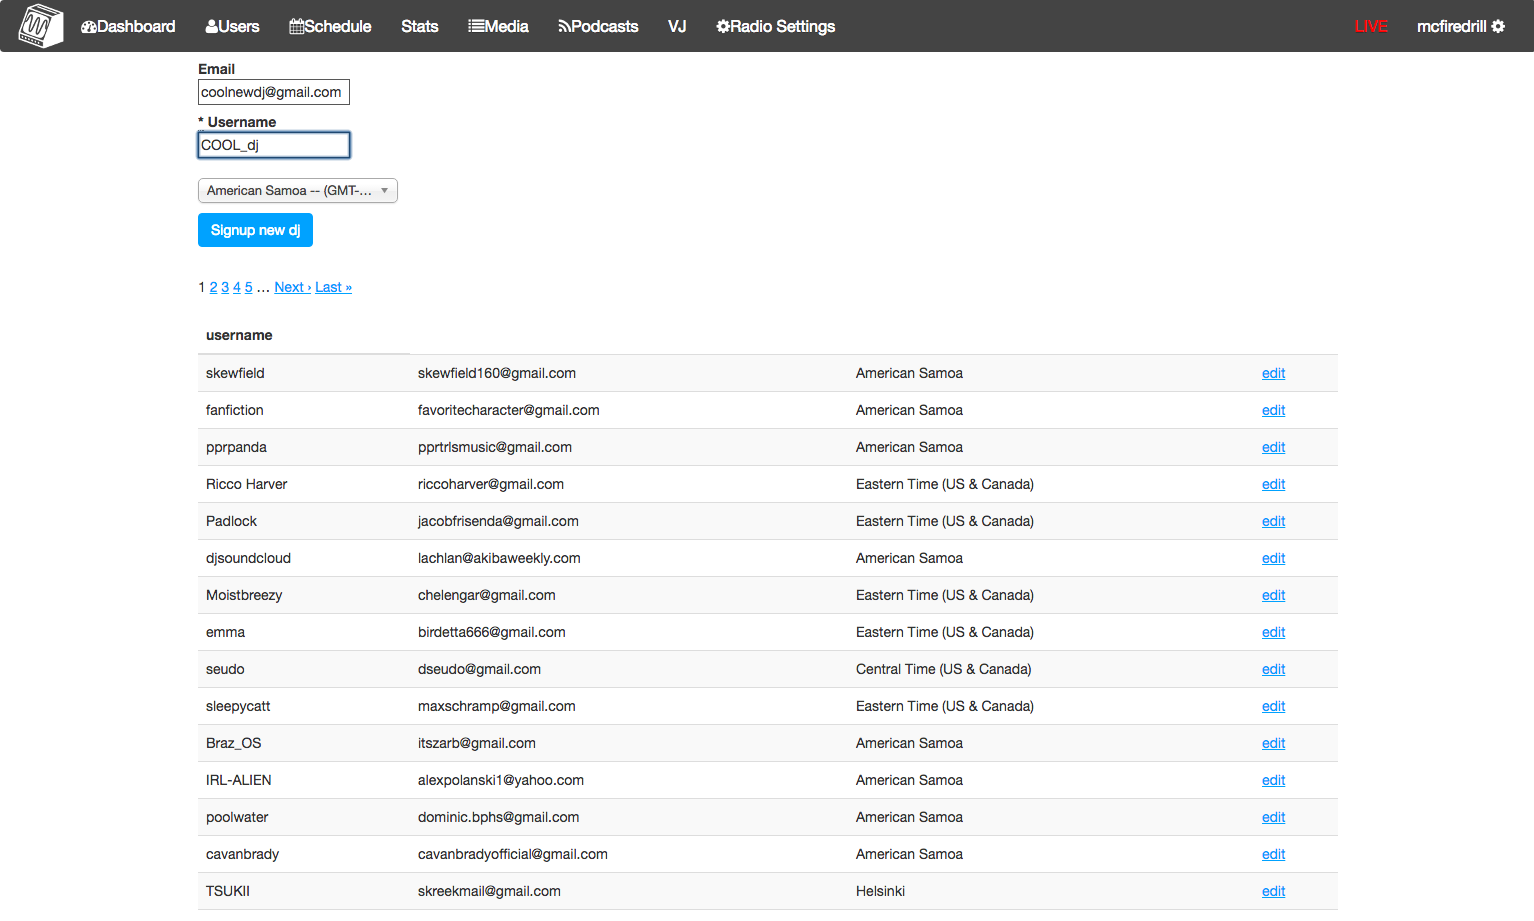 Dashboard Users Schedule Stats Media Podcasts VJ Radio Settings LIVE mcfiredrill
Email
coolnewdj@gmail.com
* Username
COOL_dj
American Samoa -- (GMT-...
Signup new dj
1 2 3 4 5 ... Next › Last »
username
skewfield skewfield160@gmail.com American Samoa edit
fanfiction favoritecharacter@gmail.com American Samoa edit
pprpanda pprtrlsmusic@gmail.com American Samoa edit
Ricco Harver riccoharver@gmail.com Eastern Time (US & Canada) edit
Padlock jacobfrisenda@gmail.com Eastern Time (US & Canada) edit
djsoundcloud lachlan@akibaweekly.com American Samoa edit
Moistbreezy chelengar@gmail.com Eastern Time (US & Canada) edit
emma birdetta666@gmail.com Eastern Time (US & Canada) edit
seudo dseudo@gmail.com Central Time (US & Canada) edit
sleepycatt maxschramp@gmail.com Eastern Time (US & Canada) edit
Braz_OS itszarb@gmail.com American Samoa edit
IRL-ALIEN alexpolanski1@yahoo.com American Samoa edit
poolwater dominic.bphs@gmail.com American Samoa edit
cavanbrady cavanbradyofficial@gmail.com American Samoa edit
TSUKII skreekmail@gmail.com Helsinki edit